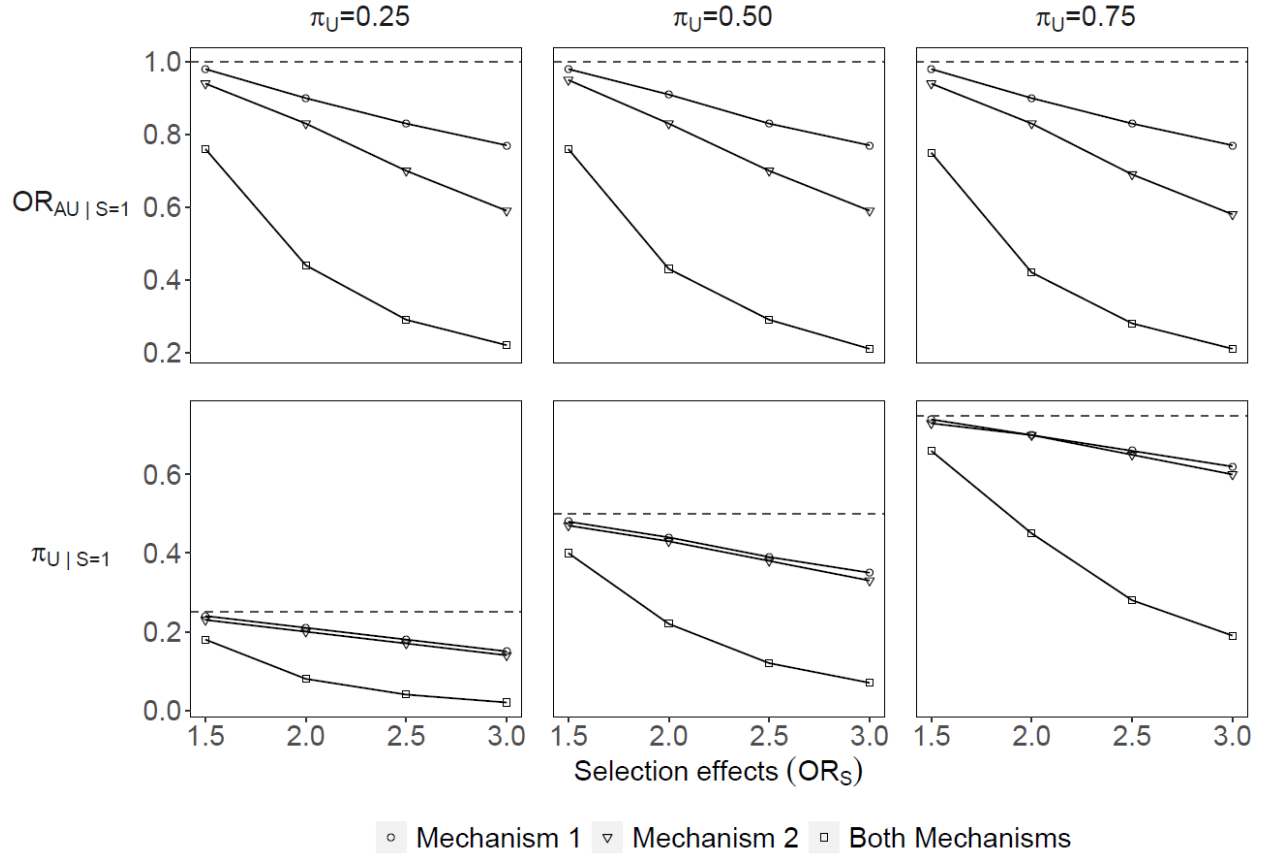 πU=0.25 πU=0.50 πU=0.75
1.0
0.8
ORAU | S=1
0.6
0.4
0.2
0.6
πU | S=1
0.4
0.2
0.0
1.5 2.0 2.5 3.0 1.5 2.0 2.5 3.0 1.5 2.0 2.5 3.0
Selection effects (ORS)
Mechanism 1 Mechanism 2 Both Mechanisms